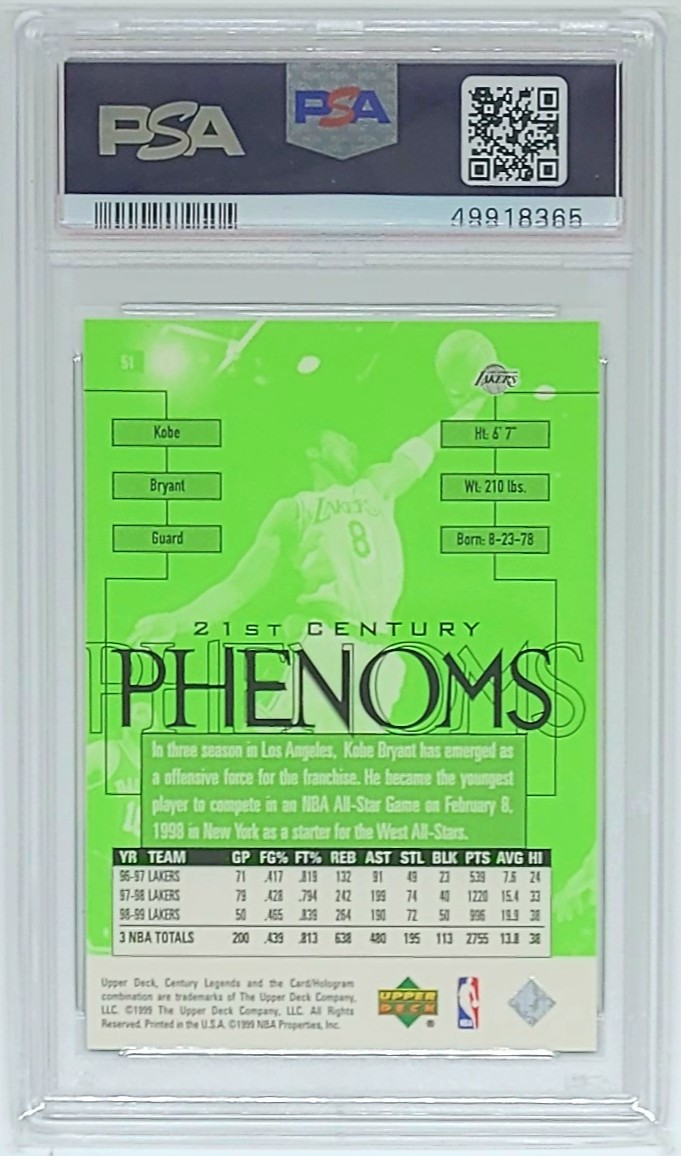 PSA
PSA
49918365
51
LAKERS
Kobe
Ht: 6' 7"
Bryant
Wt: 210 lbs.
Guard
Born: 8-23-78
LAKERS
8
21ST CENTURY
PHENOMS
PHENOMS
In three season in Los Angeles, Kobe Bryant has emerged as
a offensive force for the franchise. He became the youngest
player to compete in an NBA All-Star Game on February 8,
1998 in New York as a starter for the West All-Stars.
YR TEAM GP FG% FT% REB AST STL BLK PTS AVG HI
96-97 LAKERS 71 .417 .819 132 91 49 23 539 7.6 24
97-98 LAKERS 79 .428 .794 242 199 74 40 1220 15.4 33
98-99 LAKERS 50 .465 .839 264 190 72 50 996 19.9 38
3 NBA TOTALS 200 .439 .813 638 480 195 113 2755 13.8 38
Upper Deck, Century Legends and the Card/Hologram
combination are trademarks of The Upper Deck Company,
LLC. ©1999 The Upper Deck Company, LLC. All Rights
Reserved. Printed in the U.S.A. ©1999 NBA Properties, Inc.
UPPER
DECK
®
NBA